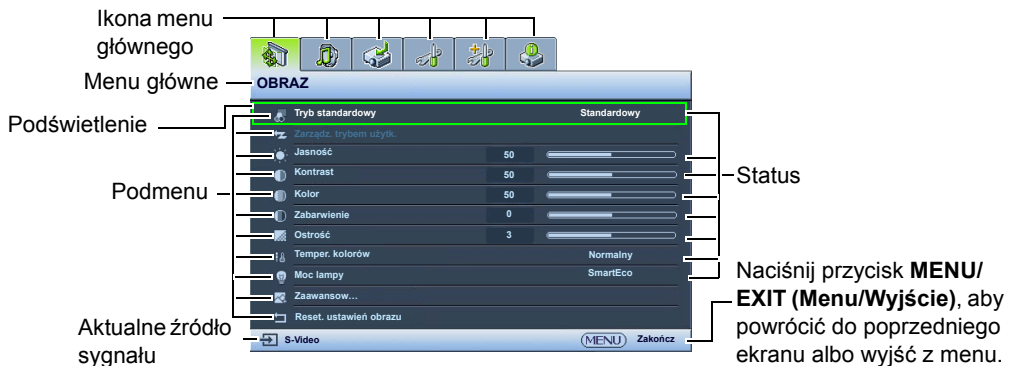 Ikona menu
głównego
Menu główne
OBRAZ
Podświetlenie
Tryb standardowy Standardowy
Zarządz. trybem użytk.
Jasność 50
Kontrast 50
Podmenu
Status
Kolor 50
Zabarwienie 0
Ostrość 3
Temper. kolorów Normalny
Moc lampy SmartEco
Zaawansow...
Reset. ustawień obrazu
Aktualne źródło
sygnału
S-Video MENU Zakończ
Naciśnij przycisk MENU/
EXIT (Menu/Wyjście), aby
powrócić do poprzedniego
ekranu albo wyjść z menu.